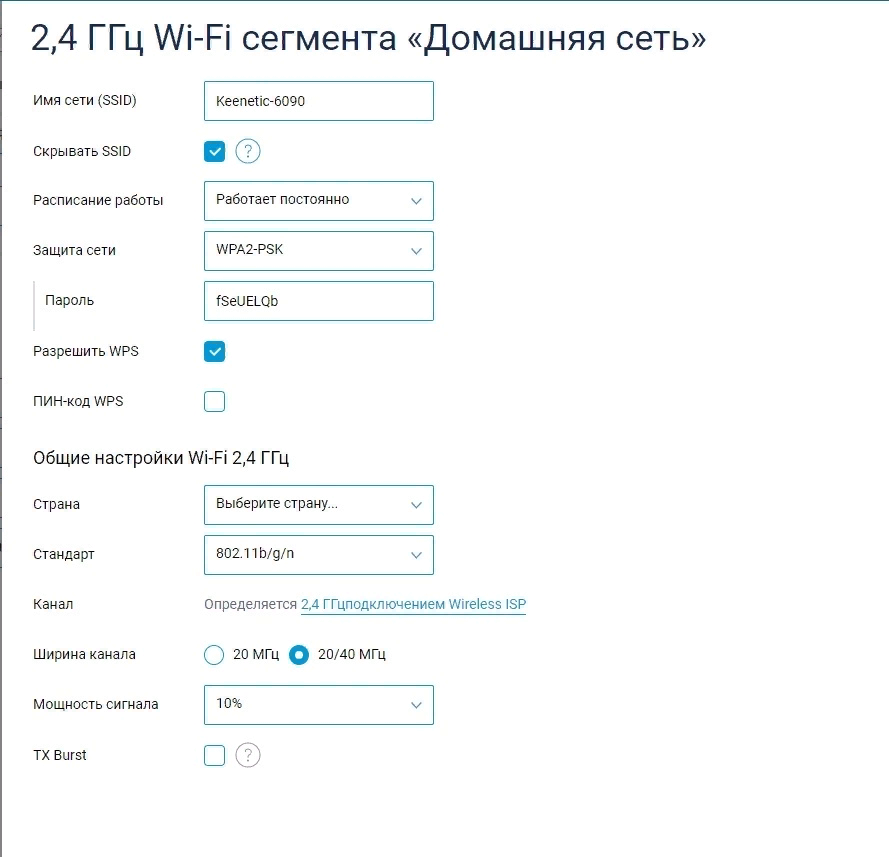 2,4 ГГц Wi-Fi сегмента «Домашняя сеть»
Имя сети (SSID) Keenetic-6090
Скрывать SSID ?
Расписание работы Работает постоянно
Защита сети WPA2-PSK
Пароль fSeUELQb
Разрешить WPS
ПИН-код WPS
Общие настройки Wi-Fi 2,4 ГГц
Страна Выберите страну...
Стандарт 802.11b/g/n
Канал Определяется 2,4 ГГцподключением Wireless ISP
Ширина канала 20 МГц 20/40 МГц
Мощность сигнала 10%
TX Burst ?